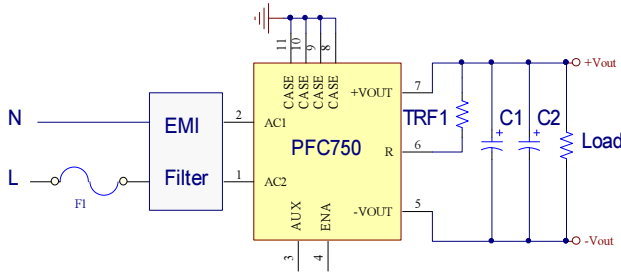 11
10
9
8
CASE
CASE
CASE
CASE
+Vout
7
+VOUT
TRF1
C1
+
C2
+
N
EMI
2
AC1
PFC750
Load
R
6
L
F1
Filter
1
AC2
-VOUT
5
AUX
ENA
-Vout
3
4